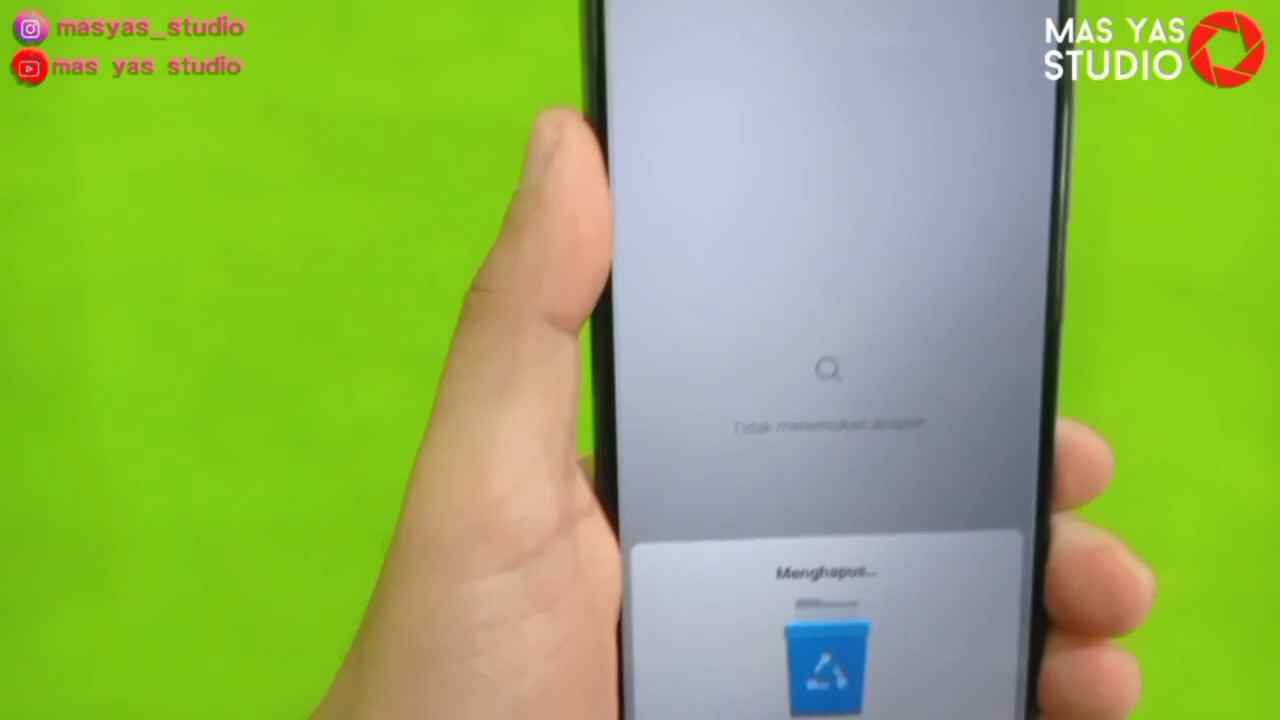 masyas_studio
mas yas studio
MAS YAS
STUDIO
Tidak menemukan apapun
Menghapus...